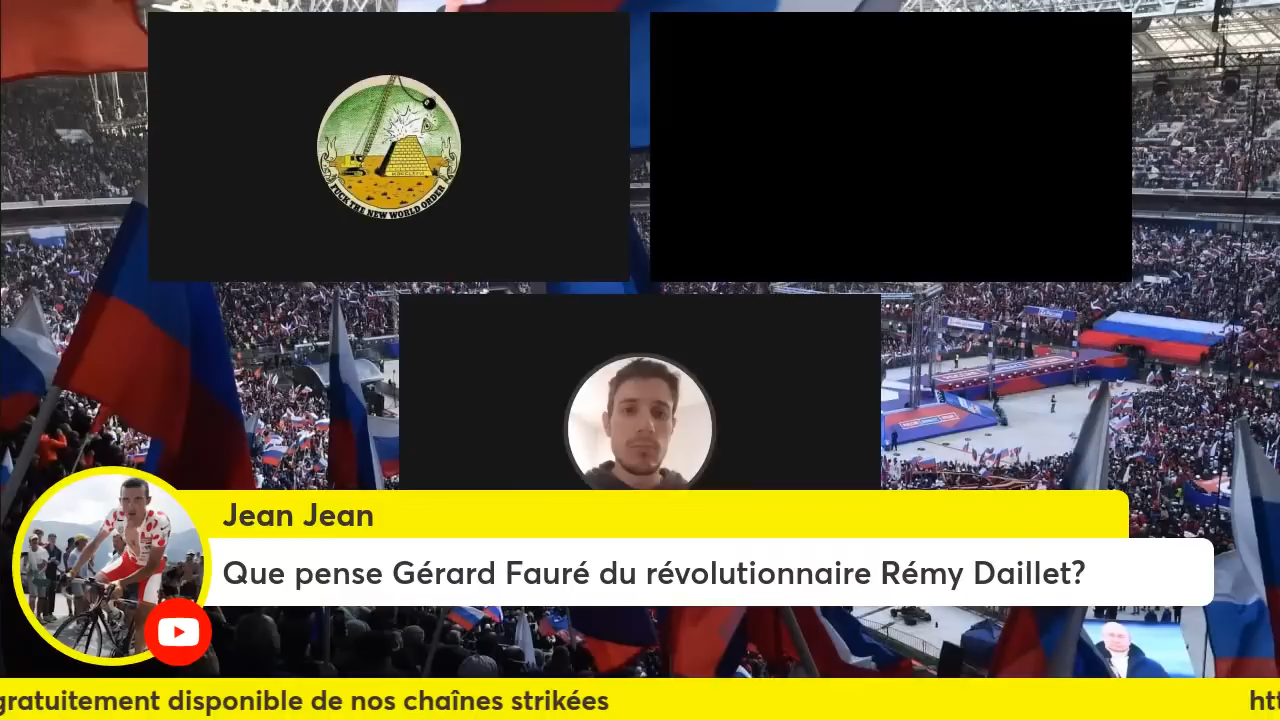 FUCK THE NEW WORLD ORDER
Jean Jean
Que pense Gérard Fauré du révolutionnaire Rémy Daillet?
gratuitement disponible de nos chaînes strikées
htt